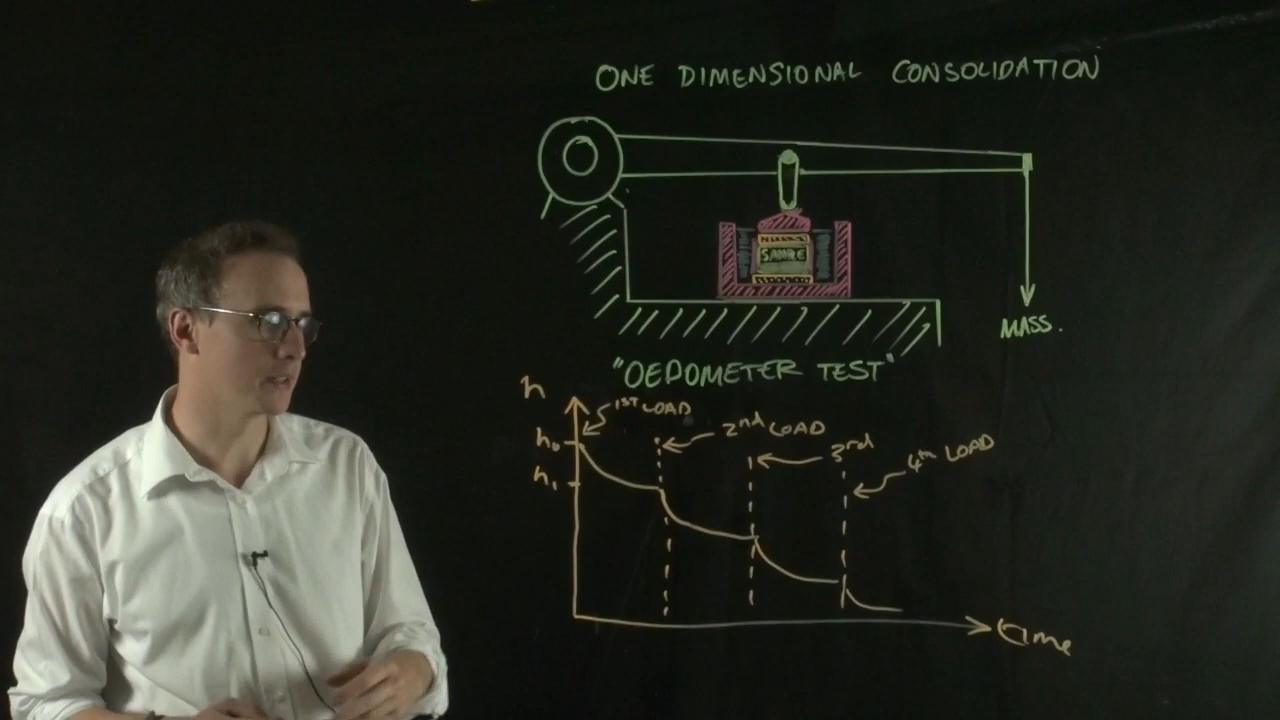 ONE DIMENSIONAL CONSOLIDATION
SAMPLE
MASS.
"OEDOMETER TEST"
h
1ST LOAD
2nd LOAD
3rd
4th LOAD
h₀
h₁
time